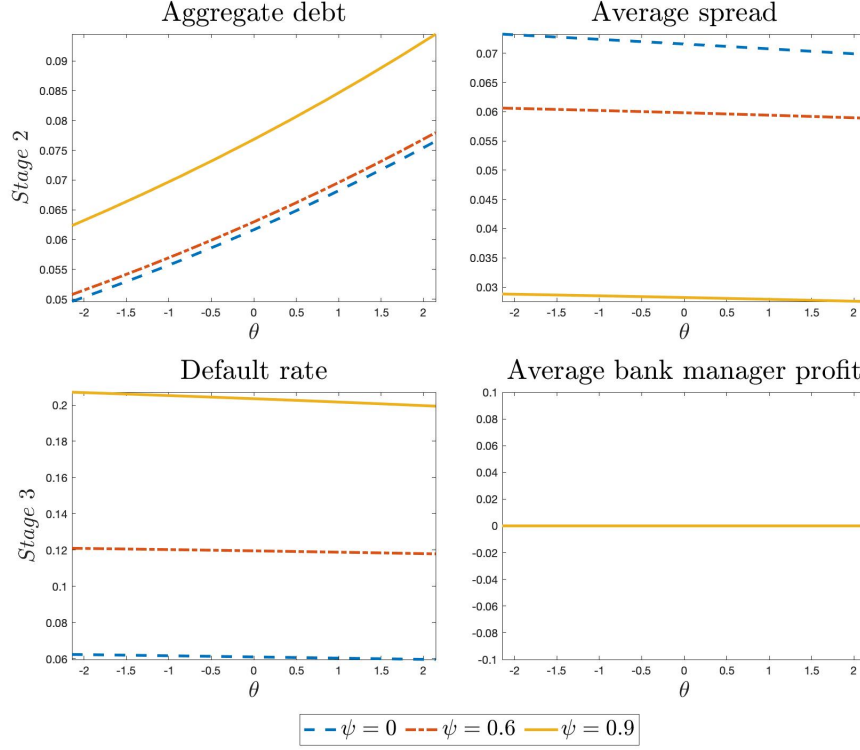 Aggregate debt
Average spread
Stage 2
0.09
0.085
0.08
0.075
0.07
0.065
0.06
0.055
0.05
-2 -1.5 -1 -0.5 0 0.5 1 1.5 2
θ
0.07
0.065
0.06
0.055
0.05
0.045
0.04
0.035
0.03
-2 -1.5 -1 -0.5 0 0.5 1 1.5 2
θ
Default rate
Average bank manager profit
Stage 3
0.2
0.18
0.16
0.14
0.12
0.1
0.08
0.06
-2 -1.5 -1 -0.5 0 0.5 1 1.5 2
θ
0.1
0.08
0.06
0.04
0.02
0
-0.02
-0.04
-0.06
-0.08
-0.1
-2 -1.5 -1 -0.5 0 0.5 1 1.5 2
θ
ψ = 0 ψ = 0.6 ψ = 0.9